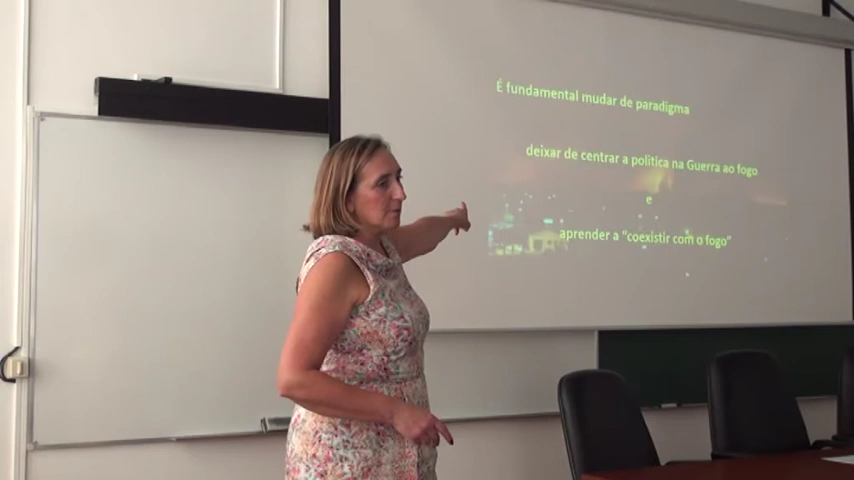 É fundamental mudar de paradigma
deixar de centrar a política na Guerra ao fogo
e
aprender a “coexistir com o fogo”